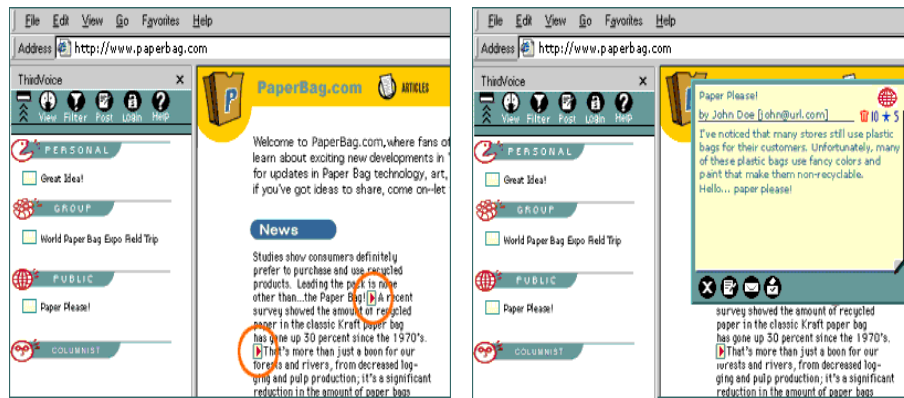 File Edit View Go Favorites Help
Address http://www.paperbag.com
ThirdVoice x
View Filter Post Login Help
PERSONAL
Great Idea!
GROUP
World Paper Bag Expo Field Trip
PUBLIC
Paper Please!
COLUMNIST
P
PaperBag.com ARTICLES
Welcome to PaperBag.com, where fans of
learn about exciting new developments in
for updates in Paper Bag technology, art,
if you've got ideas to share, come on--let
News
Studies show consumers definitely
prefer to purchase and use recycled
products. Leading the pack is none
other than...the Paper Bag! A recent
survey showed the amount of recycled
paper in the classic Kraft paper bag
has gone up 30 percent since the 1970's.
That's more than just a boon for our
forests and rivers, from decreased log-
ging and pulp production; it's a significant
reduction in the amount of paper bags
File Edit View Go Favorites Help
Address http://www.paperbag.com
ThirdVoice x
View Filter Post Login Help
PERSONAL
Great Idea!
GROUP
World Paper Bag Expo Field Trip
PUBLIC
Paper Please!
COLUMNIST
P
Paper Please!
by John Doe [john@url.com] 10 5
I've noticed that many stores still use plastic
bags for their customers. Unfortunately, many
of these plastic bags use fancy colors and
paint that make them non-recyclable.
Hello... paper please!
survey showed the amount of recycled
paper in the classic Kraft paper bag
has gone up 30 percent since the 1970's.
That's more than just a boon for our
forests and rivers, from decreased log-
ging and pulp production; it's a significant
reduction in the amount of paper bags